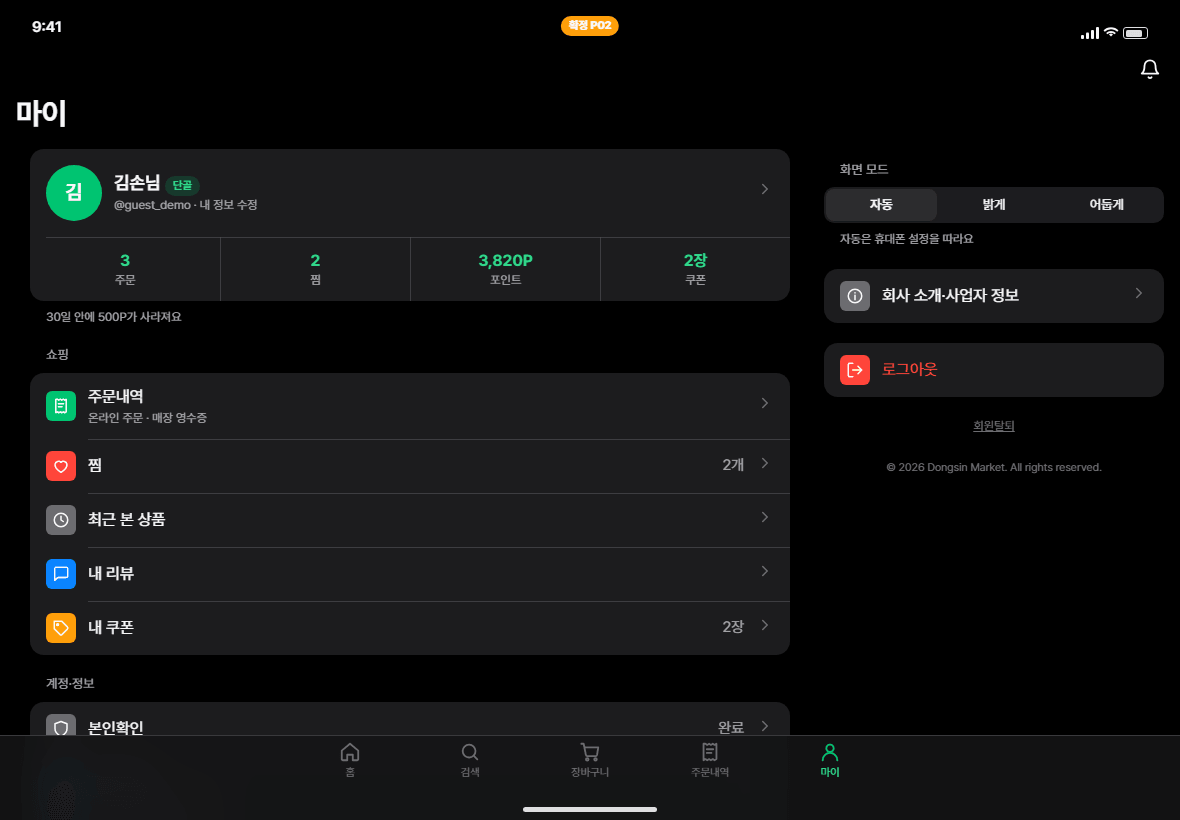 9:41
확정 P02
마이
김
김손님 단골
@guest_demo · 내 정보 수정
3
주문
2
찜
3,820P
포인트
2장
쿠폰
30일 안에 500P가 사라져요
쇼핑
주문내역
온라인 주문 · 매장 영수증
찜 2개
최근 본 상품
내 리뷰
내 쿠폰 2장
계정·정보
본인확인 완료
화면 모드
자동 밝게 어둡게
자동은 휴대폰 설정을 따라요
회사 소개·사업자 정보
로그아웃
회원탈퇴
© 2026 Dongsin Market. All rights reserved.
홈 검색 장바구니 주문내역 마이